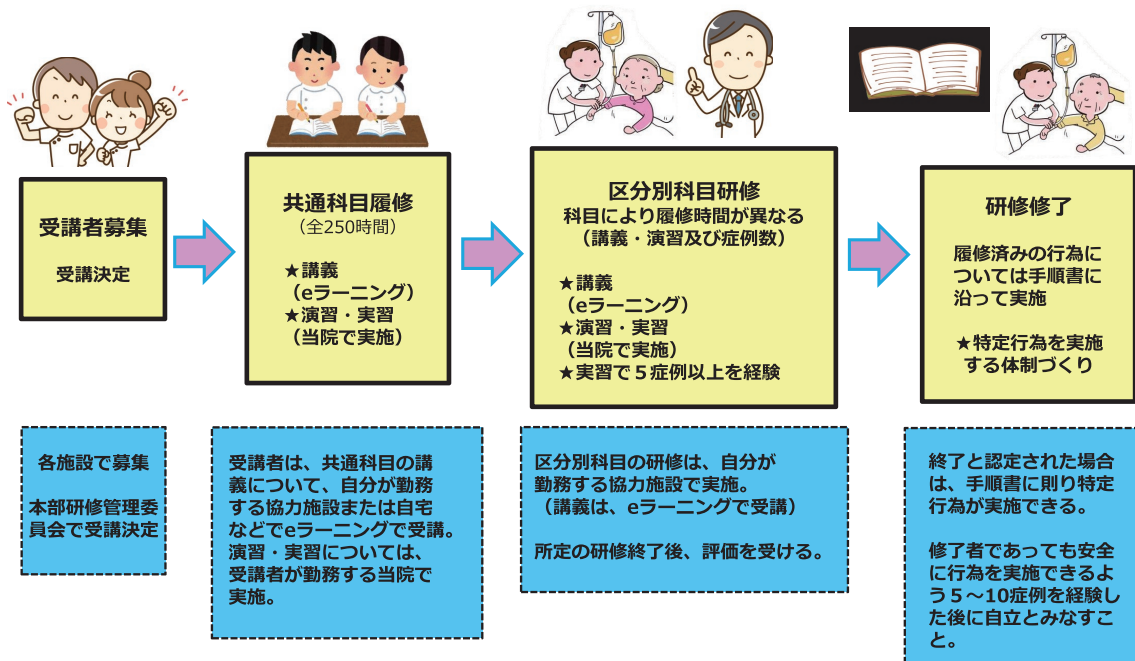 受講者募集
受講決定
共通科目履修
（全250時間）
★講義
（eラーニング）
★演習・実習
（当院で実施）
区分別科目研修
科目により履修時間が異なる
（講義・演習及び症例数）
★講義
（eラーニング）
★演習・実習
（当院で実施）
★実習で５症例以上を経験
研修修了
履修済みの行為に
ついては手順書に
沿って実施
★特定行為を実施
する体制づくり
各施設で募集
本部研修管理委
員会で受講決定
受講者は、共通科目の講
義について、自分が勤務
する協力施設または自宅
などでeラーニングで受講。
演習・実習については、
受講者が勤務する当院で
実施。
区分別科目の研修は、自分が
勤務する協力施設で実施。
（講義は、eラーニングで受講）
所定の研修終了後、評価を受ける。
終了と認定された場合
は、手順書に則り特定
行為が実施できる。
修了者であっても安全
に行為を実施できるよ
う５～10症例を経験し
た後に自立とみなすこ
と。